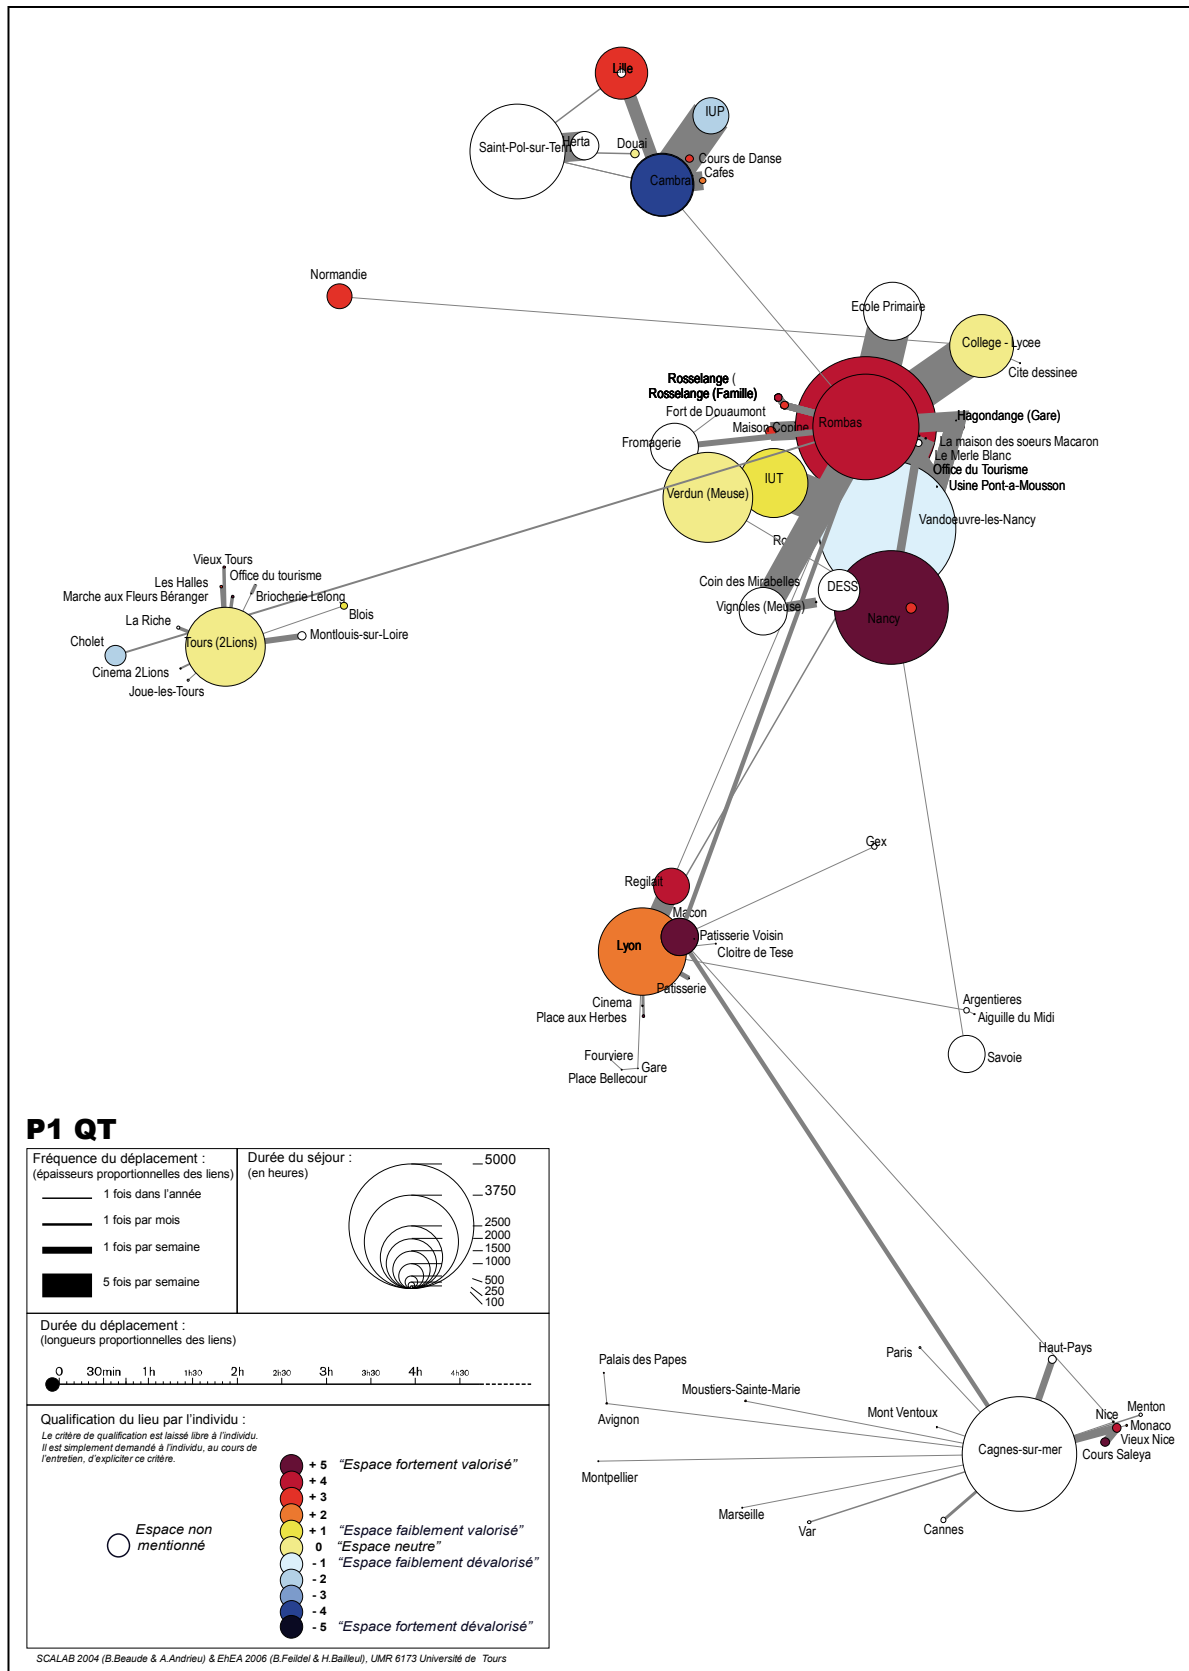 Lille
IUP
Saint-Pol-sur-Tern
Herta
Douai
Cours de Danse
Cafes
Cambrai
Normandie
Ecole Primaire
College - Lycee
Cite dessinee
Rosselange (
Rosselange (Famille)
Fort de Douaumont
Maison Copine
Rombas
Hagondange (Gare)
Fromagerie
La maison des soeurs Macaron
Le Merle Blanc
Office du Tourisme
IUT
Usine Pont-a-Mousson
Verdun (Meuse)
Vandoeuvre-les-Nancy
Coin des Mirabelles
DESS
Vignoles (Meuse)
Nancy
Vieux Tours
Office du tourisme
Les Halles
Marche aux Fleurs Béranger
Briocherie Lelong
Blois
La Riche
Cholet
Tours (2Lions)
Montlouis-sur-Loire
Cinema 2Lions
Joue-les-Tours
Gex
Regilait
Macon
Patisserie Voisin
Lyon
Cloitre de Tese
Patisserie
Cinema
Place aux Herbes
Argentieres
Aiguille du Midi
Fourviere
Gare
Place Bellecour
Savoie
Paris
Haut-Pays
Palais des Papes
Moustiers-Sainte-Marie
Avignon
Mont Ventoux
Nice
Menton
Monaco
Vieux Nice
Cours Saleya
Cagnes-sur-mer
Montpellier
Marseille
Var
Cannes
P1 QT
Fréquence du déplacement :
(épaisseurs proportionnelles des liens)
1 fois dans l'année
1 fois par mois
1 fois par semaine
5 fois par semaine
Durée du séjour :
(en heures)
5000
3750
2500
2000
1500
1000
500
250
100
Durée du déplacement :
(longueurs proportionnelles des liens)
0 30min 1h 1h30 2h 2h30 3h 3h30 4h 4h30
Qualification du lieu par l'individu :
Le critère de qualification est laissé libre à l'individu.
Il est simplement demandé à l'individu, au cours de
l'entretien, d'expliciter ce critère.
Espace non
mentionné
+ 5 "Espace fortement valorisé"
+ 4
+ 3
+ 2
+ 1 "Espace faiblement valorisé"
0 "Espace neutre"
- 1 "Espace faiblement dévalorisé"
- 2
- 3
- 4
- 5 "Espace fortement dévalorisé"
SCALAB 2004 (B.Beaude & A.Andrieu) & EhEA 2006 (B.Feildel & H.Bailleul), UMR 6173 Université de Tours